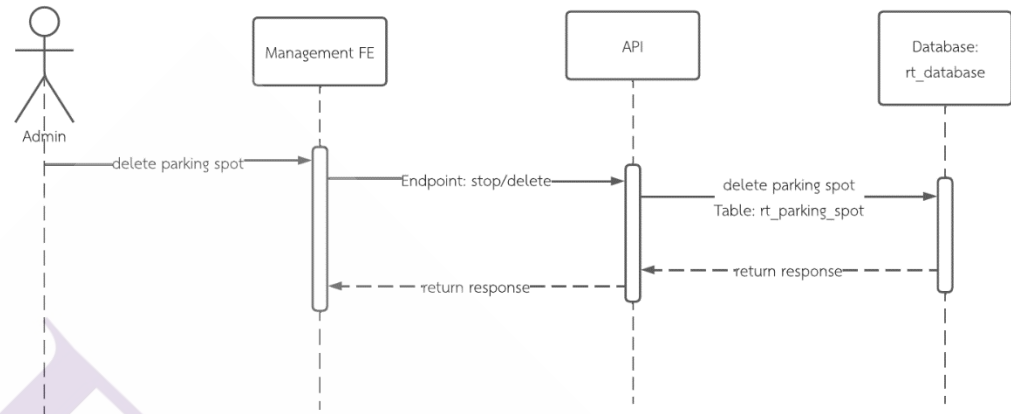 Management FE
API
Database:
rt_database
Admin
delete parking spot
Endpoint: stop/delete
delete parking spot
Table: rt_parking_spot
return response
return response